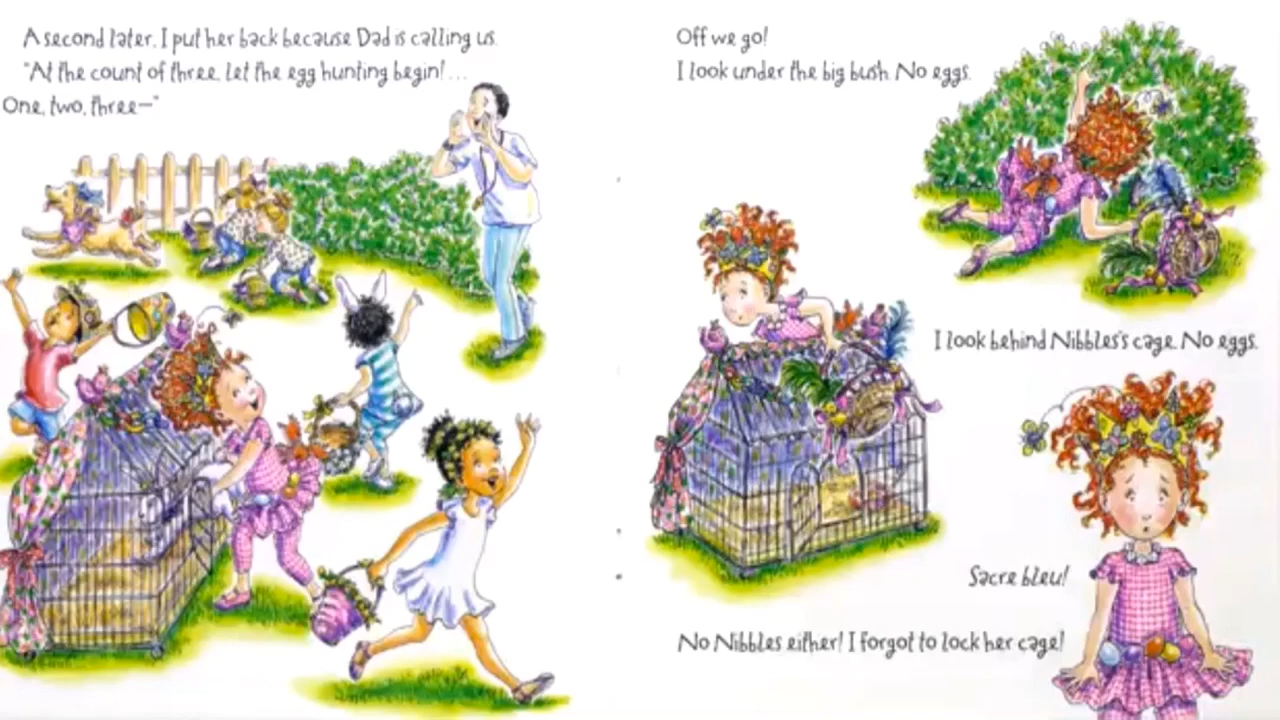 A second later, I put her back because Dad is calling us.
"At the count of three, let the egg hunting begin! ...
One, two, three—"
Off we go!
I look under the big bush. No eggs.
I look behind Nibbles's cage. No eggs.
Sacre bleu!
No Nibbles either! I forgot to lock her cage!